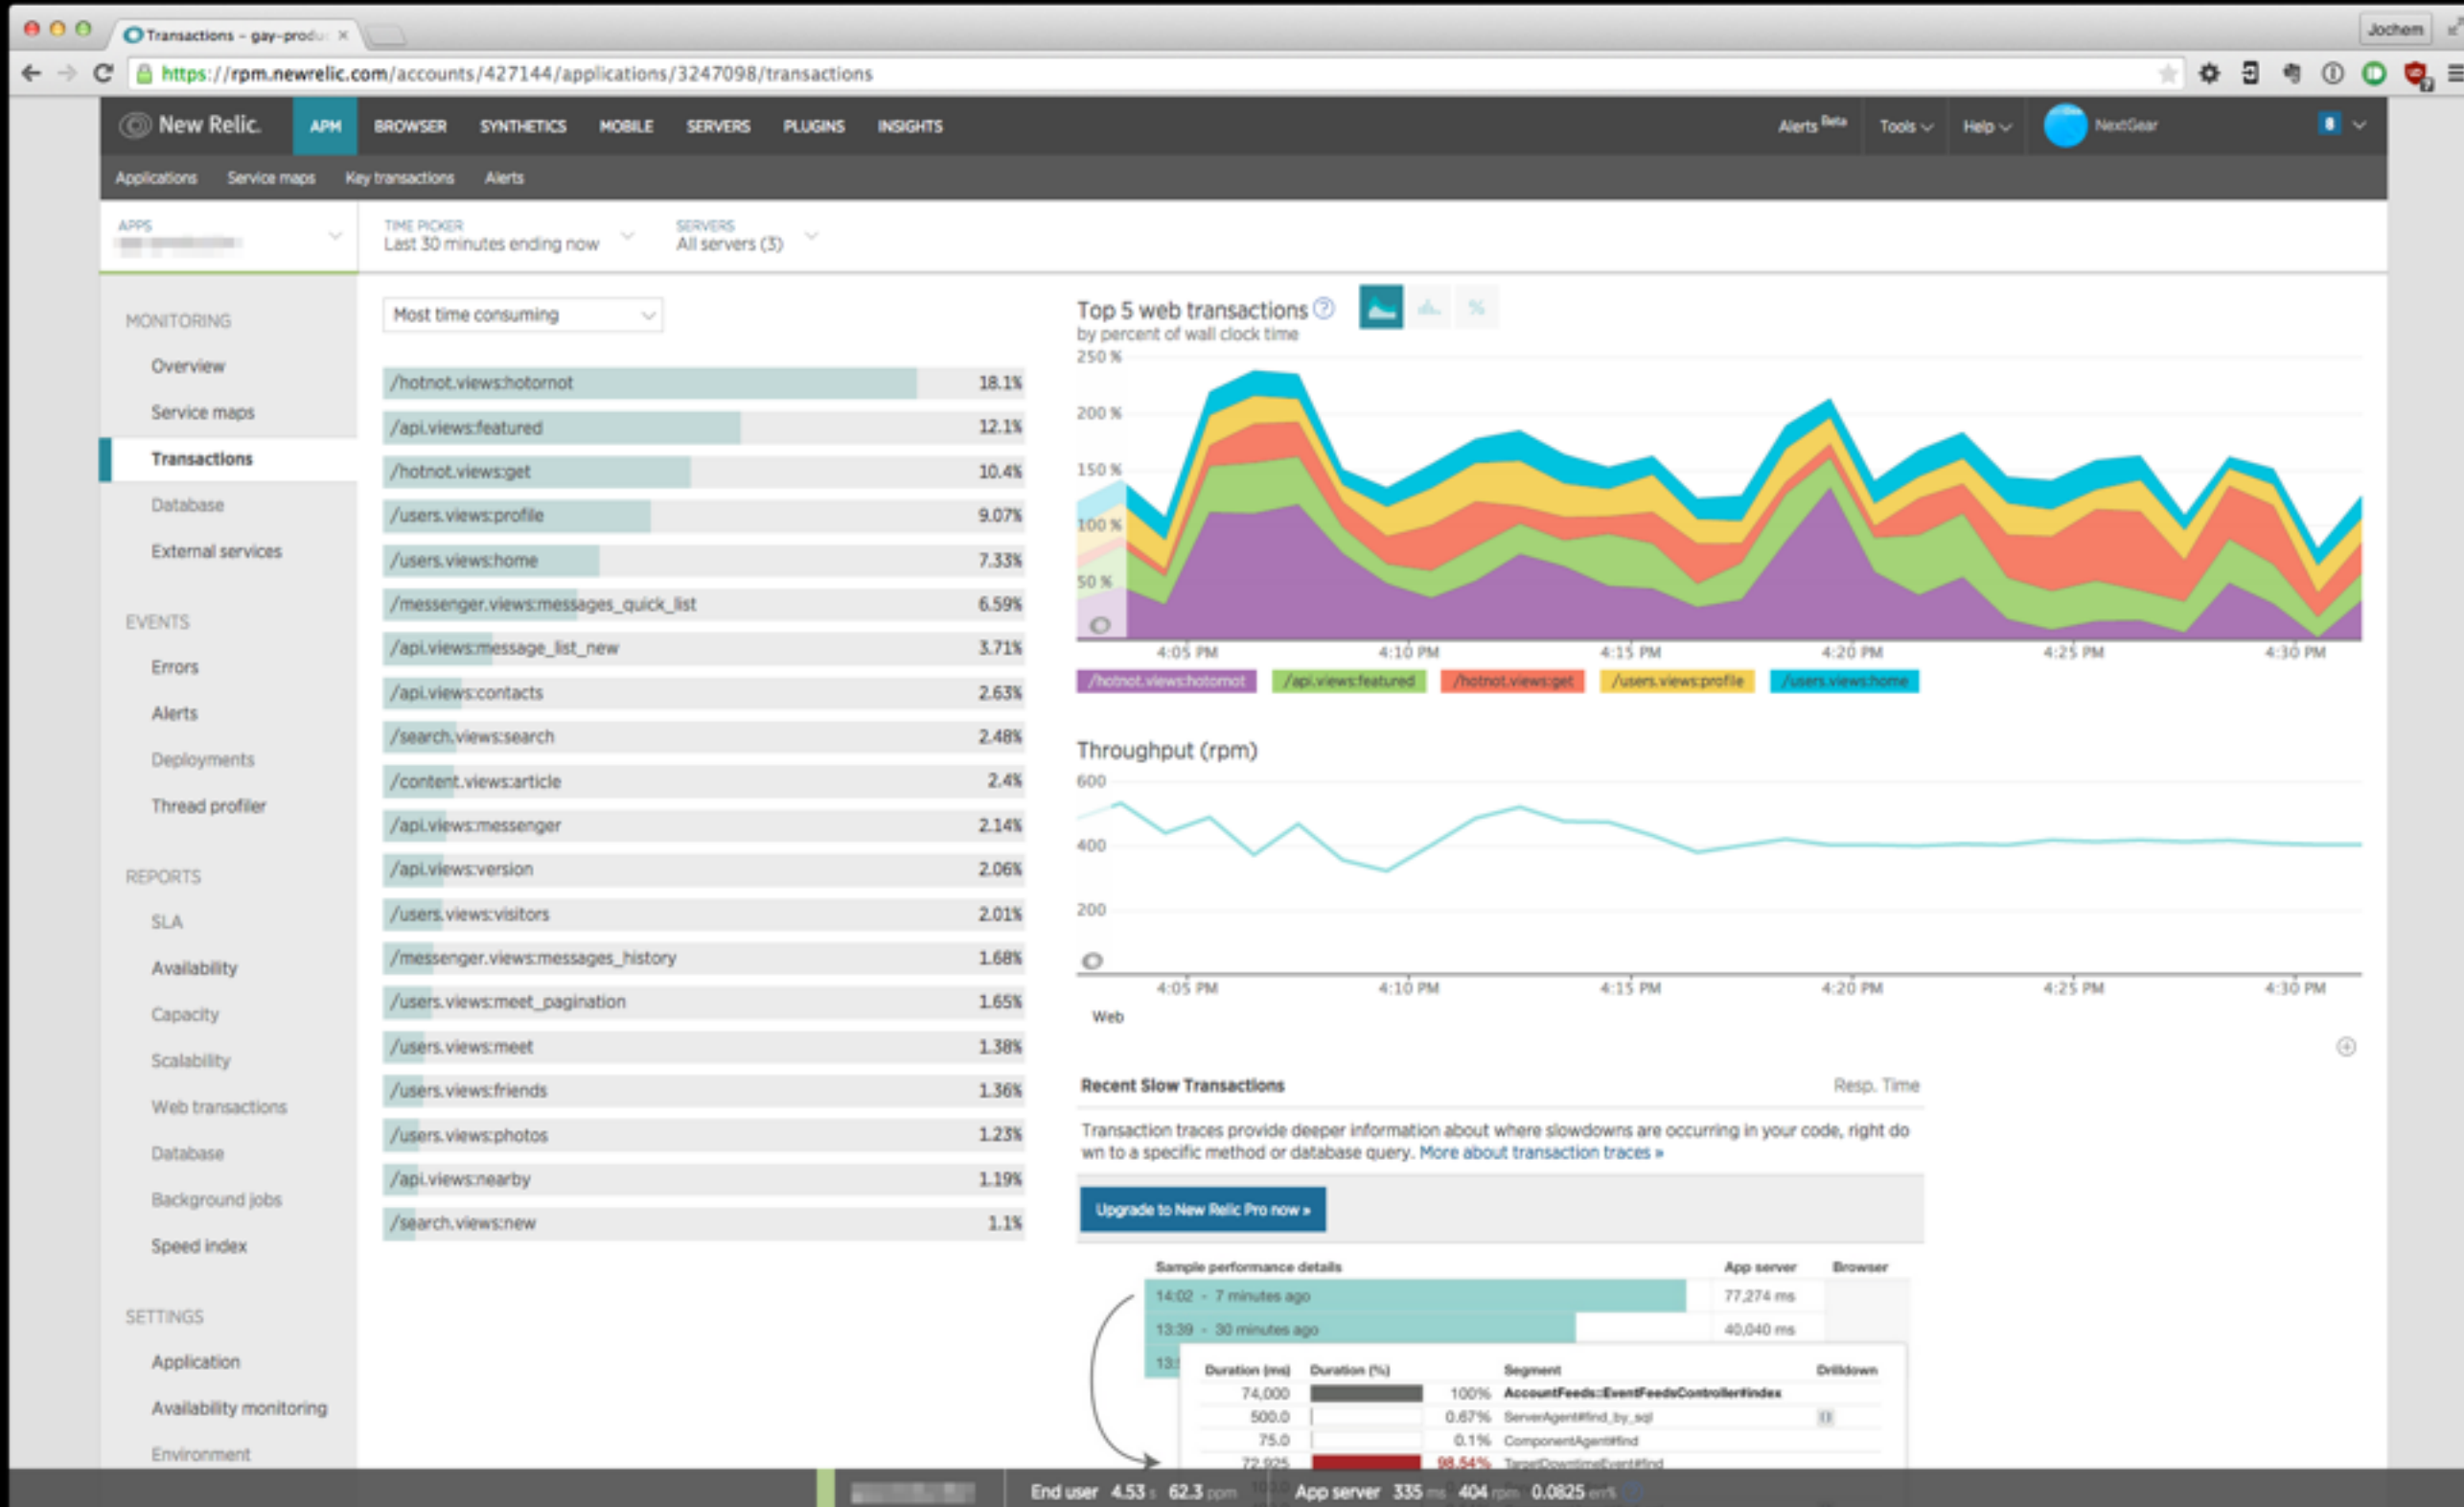 Transactions - gay-produ
Jochem
https://rpm.newrelic.com/accounts/427144/applications/3247098/transactions
New Relic. APM BROWSER SYNTHETICS MOBILE SERVERS PLUGINS INSIGHTS Alerts Beta Tools Help NextGear 8
Applications Service maps Key transactions Alerts
APPS
TIME PICKER
Last 30 minutes ending now
SERVERS
All servers (3)
MONITORING
Overview
Service maps
Transactions
Database
External services
EVENTS
Errors
Alerts
Deployments
Thread profiler
REPORTS
SLA
Availability
Capacity
Scalability
Web transactions
Database
Background jobs
Speed index
SETTINGS
Application
Availability monitoring
Environment
Most time consuming
/hotnot.views:hotornot 18.1%
/api.views:featured 12.1%
/hotnot.views:get 10.4%
/users.views:profile 9.07%
/users.views:home 7.33%
/messenger.views:messages_quick_list 6.59%
/api.views:message_list_new 3.71%
/api.views:contacts 2.63%
/search.views:search 2.48%
/content.views:article 2.4%
/api.views:messenger 2.14%
/api.views:version 2.06%
/users.views:visitors 2.01%
/messenger.views:messages_history 1.68%
/users.views:meet_pagination 1.65%
/users.views:meet 1.38%
/users.views:friends 1.36%
/users.views:photos 1.23%
/api.views:nearby 1.19%
/search.views:new 1.1%
Top 5 web transactions ? %
by percent of wall clock time
250 %
200 %
150 %
100 %
50 %
4:05 PM 4:10 PM 4:15 PM 4:20 PM 4:25 PM 4:30 PM
/hotnot.views:hotornot /api.views:featured /hotnot.views:get /users.views:profile /users.views:home
Throughput (rpm)
600
400
200
4:05 PM 4:10 PM 4:15 PM 4:20 PM 4:25 PM 4:30 PM
Web
Recent Slow Transactions Resp. Time
Transaction traces provide deeper information about where slowdowns are occurring in your code, right do
wn to a specific method or database query. More about transaction traces »
Upgrade to New Relic Pro now »
Sample performance details App server Browser
14:02 - 7 minutes ago 77,274 ms
13:39 - 30 minutes ago 40,040 ms
Duration (ms) Duration (%) Segment Drilldown
74,000 100% AccountFeeds::EventFeedsController#index
500.0 0.67% ServerAgent#find_by_sql
75.0 0.1% ComponentAgent#find
72,925 98.54% TargetDowntimeEvent#find
End user 4.53 s 62.3 ppm App server 335 ms 404 rpm 0.0825 err%